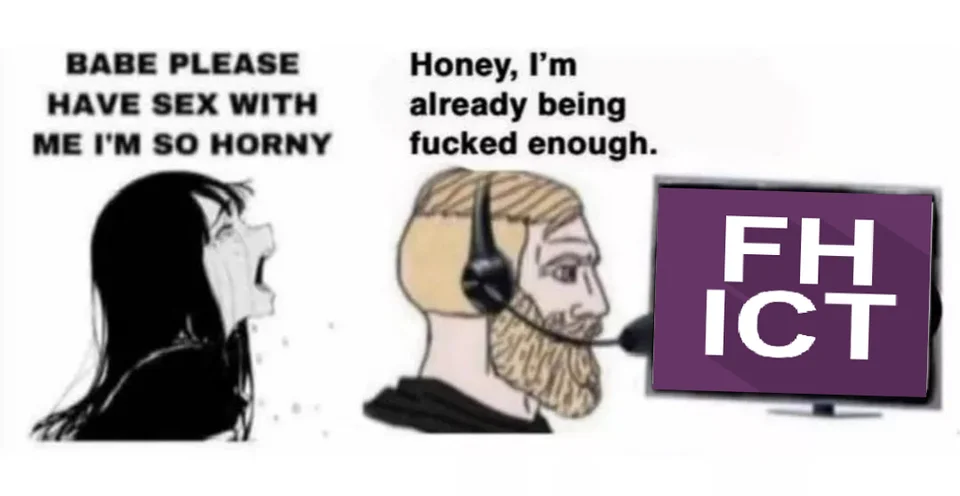 BABE PLEASE
HAVE SEX WITH
ME I'M SO HORNY
Honey, I'm
already being
fucked enough.
FH
ICT